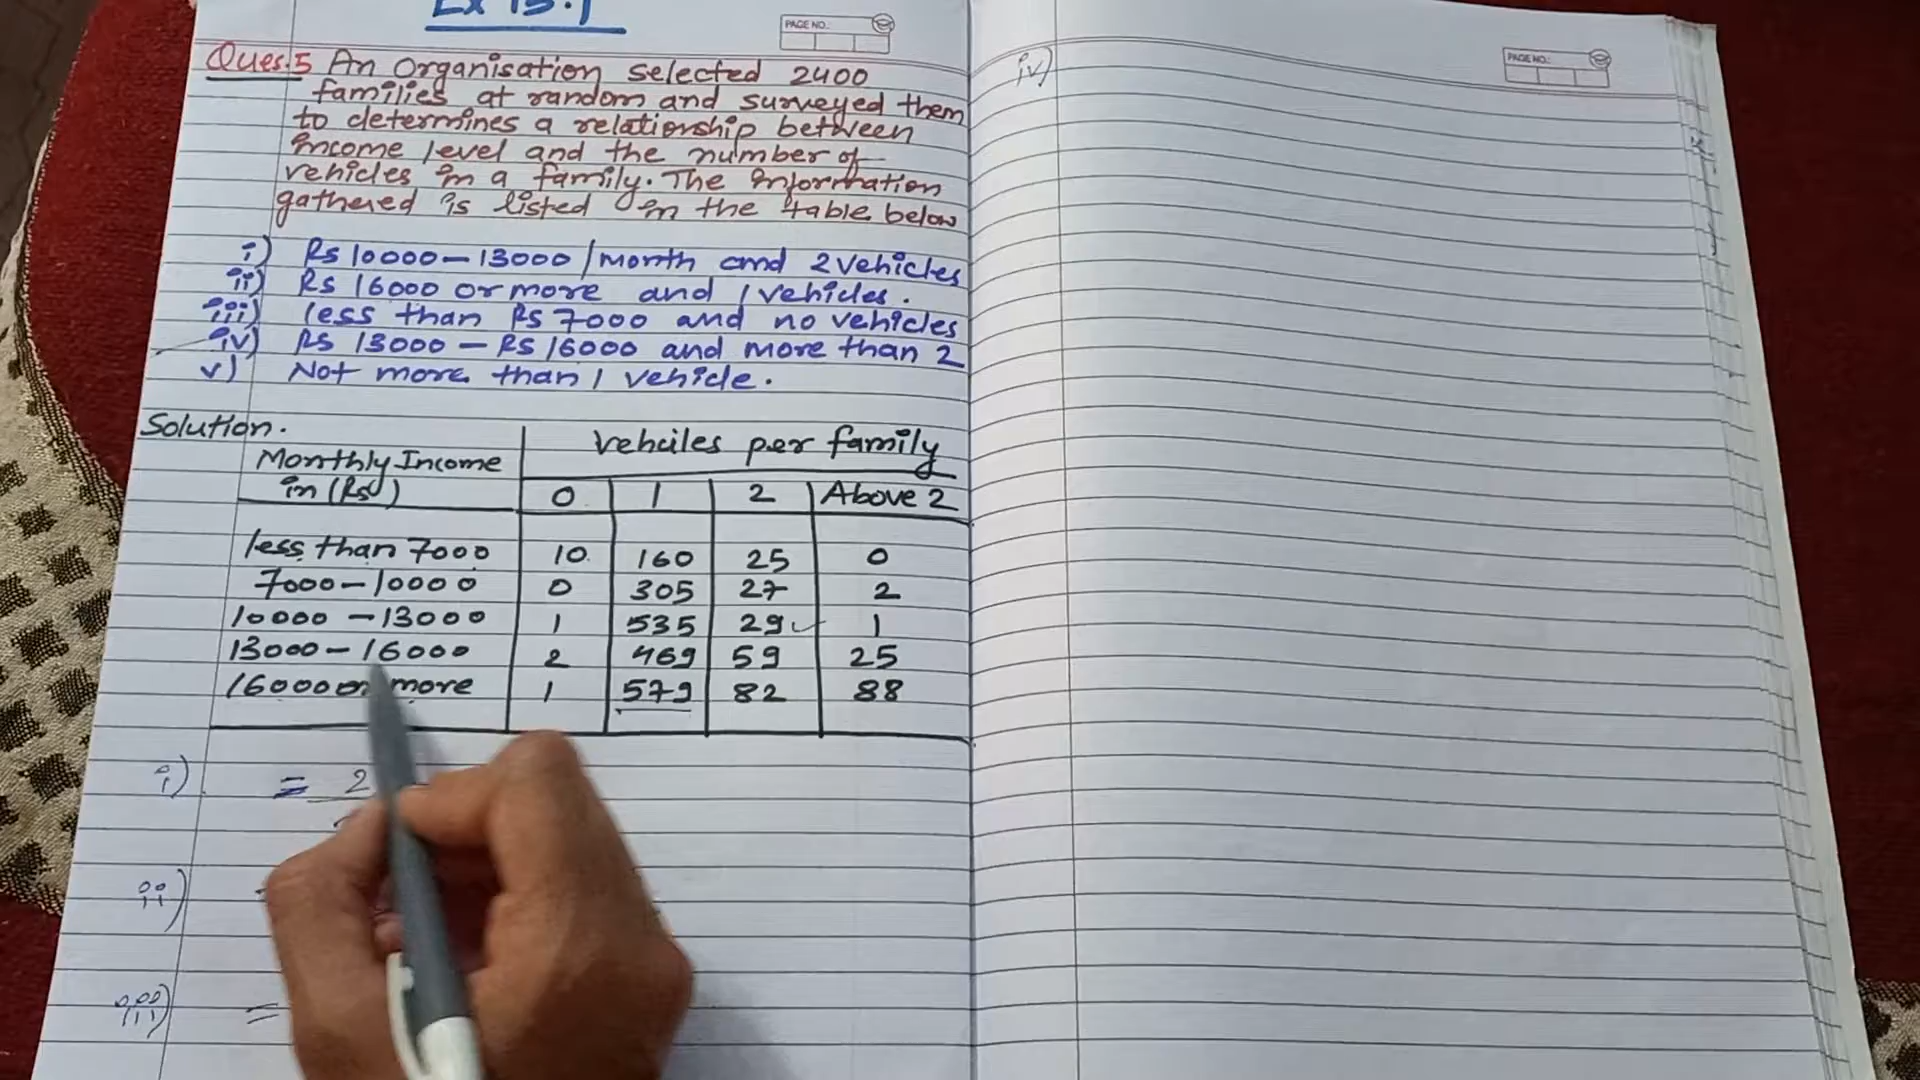 Ex 13.1
PAGE NO.:
Ques.5 An Organisation selected 2400
families at random and surveyed them
to determines a relationship between
income level and the number of
vehicles in a family. The information
gathered is listed in the table below
i) Rs 10000-13000/month and 2 vehicles
ii) Rs 16000 or more and 1 vehicles.
iii) less than Rs 7000 and no vehicles
iv) Rs 13000 - Rs 16000 and more than 2
v) Not more than 1 vehicle.
Solution.
Monthly Income in (Rs) Vehciles per family
0 1 2 Above 2
less than 7000 10 160 25 0
7000-10000 0 305 27 2
10000-13000 1 535 29 1
13000-16000 2 469 59 25
16000 or more 1 579 82 88
i) = 2
ii)
iii) =
iv)
PAGE NO.: